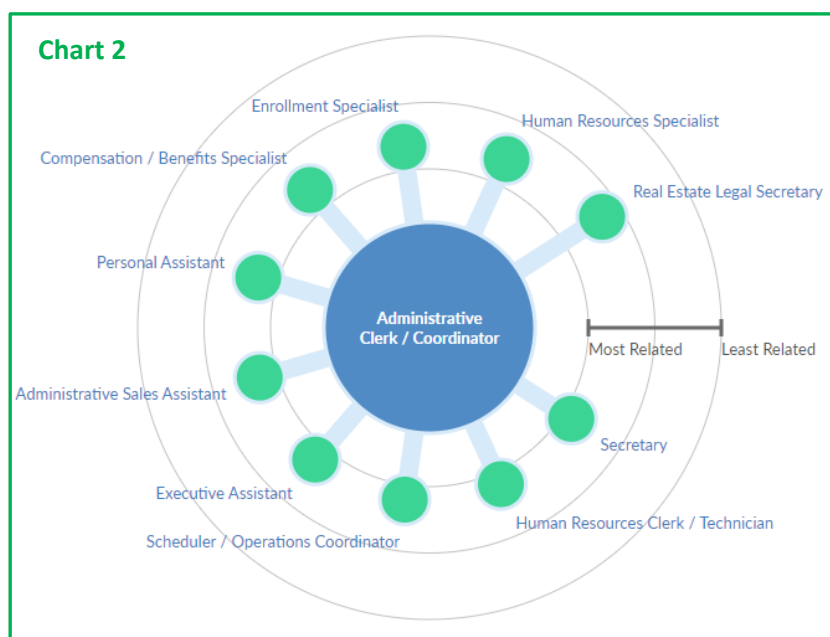 Chart 2
Enrollment Specialist
Human Resources Specialist
Compensation / Benefits Specialist
Real Estate Legal Secretary
Personal Assistant
Administrative
Clerk / Coordinator
Most Related
Least Related
Administrative Sales Assistant
Secretary
Executive Assistant
Human Resources Clerk / Technician
Scheduler / Operations Coordinator